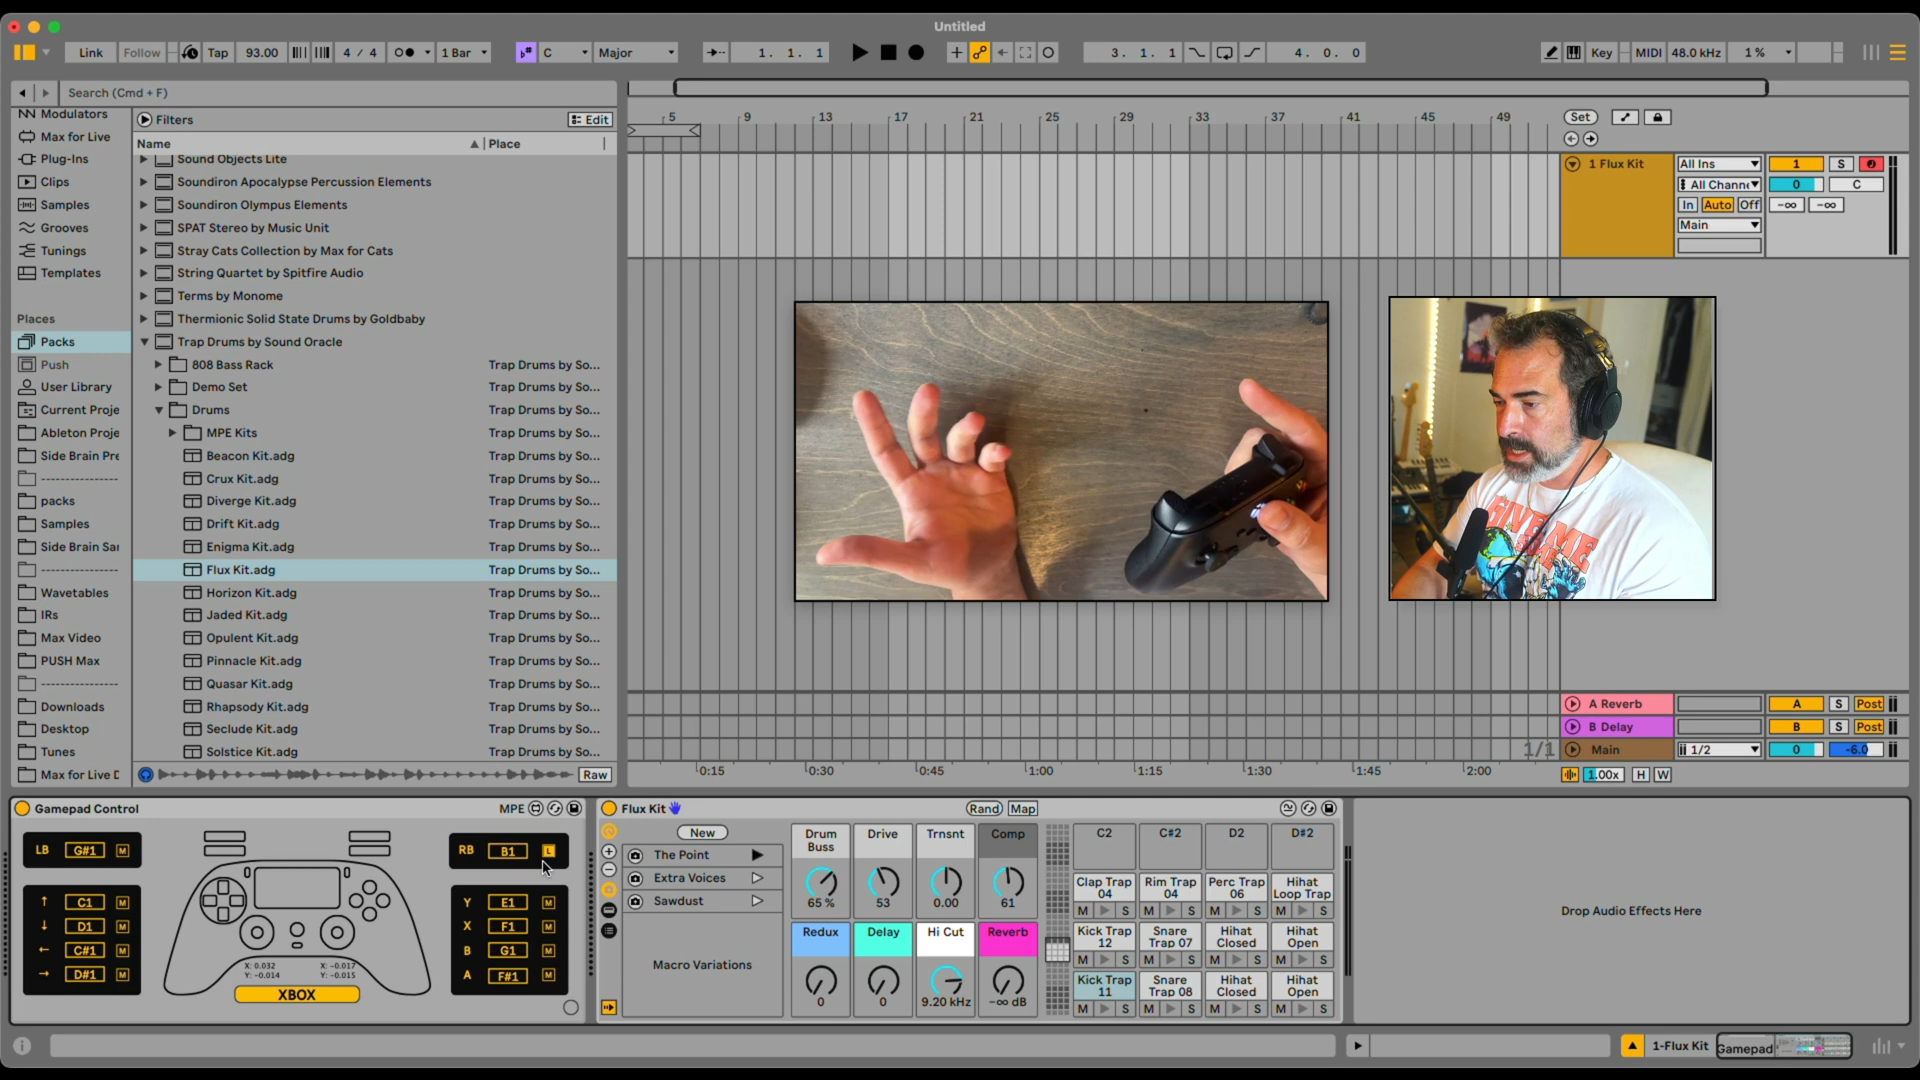 Untitled
Link Follow Tap 93.00 4 / 4 1 Bar C Major 1. 1. 1 3. 1. 1 4. 0. 0 Key MIDI 48.0 kHz 1 %
Search (Cmd + F)
Modulators
Max for Live
Plug-Ins
Clips
Samples
Grooves
Tunings
Templates
Places
Packs
Push
User Library
Current Proje
Ableton Proje
Side Brain Pre
----------------
packs
Samples
Side Brain Sar
----------------
Wavetables
IRs
Max Video
PUSH Max
----------------
Downloads
Desktop
Tunes
Max for Live D
Filters Edit
Name Place
Sound Objects Lite
Soundiron Apocalypse Percussion Elements
Soundiron Olympus Elements
SPAT Stereo by Music Unit
Stray Cats Collection by Max for Cats
String Quartet by Spitfire Audio
Terms by Monome
Thermionic Solid State Drums by Goldbaby
Trap Drums by Sound Oracle
808 Bass Rack Trap Drums by So...
Demo Set Trap Drums by So...
Drums Trap Drums by So...
MPE Kits Trap Drums by So...
Beacon Kit.adg Trap Drums by So...
Crux Kit.adg Trap Drums by So...
Diverge Kit.adg Trap Drums by So...
Drift Kit.adg Trap Drums by So...
Enigma Kit.adg Trap Drums by So...
Flux Kit.adg Trap Drums by So...
Horizon Kit.adg Trap Drums by So...
Jaded Kit.adg Trap Drums by So...
Opulent Kit.adg Trap Drums by So...
Pinnacle Kit.adg Trap Drums by So...
Quasar Kit.adg Trap Drums by So...
Rhapsody Kit.adg Trap Drums by So...
Seclude Kit.adg Trap Drums by So...
Solstice Kit.adg Trap Drums by So...
Raw
5 9 13 17 21 25 29 33 37 41 45 49
Set
1 Flux Kit All Ins 1 S
All Channe 0 C
In Auto Off -∞ -∞
Main
GIVE ME
A Reverb A S Post
B Delay B S Post
1/1 Main 1/2 0 -6.0
0:15 0:30 0:45 1:00 1:15 1:30 1:45 2:00
1.00x H W
Gamepad Control MPE
LB G#1 M
RB B1 L
↑ C1 M
↓ D1 M
← C#1 M
→ D#1 M
Y E1 M
X F1 M
B G1 M
A F#1 M
X: 0.032 X: -0.017
Y: -0.014 Y: -0.015
XBOX
Flux Kit Rand Map
New
The Point
Extra Voices
Sawdust
Macro Variations
Drum Buss Drive Trnsnt Comp
65 % 53 0.00 61
Redux Delay Hi Cut Reverb
0 0 9.20 kHz -∞ dB
C2 C#2 D2 D#2
Clap Trap 04 Rim Trap 04 Perc Trap 06 Hihat Loop Trap
M S M S M S M S
Kick Trap 12 Snare Trap 07 Hihat Closed Hihat Open
M S M S M S M S
Kick Trap 11 Snare Trap 08 Hihat Closed Hihat Open
M S M S M S M S
Drop Audio Effects Here
1-Flux Kit Gamepad